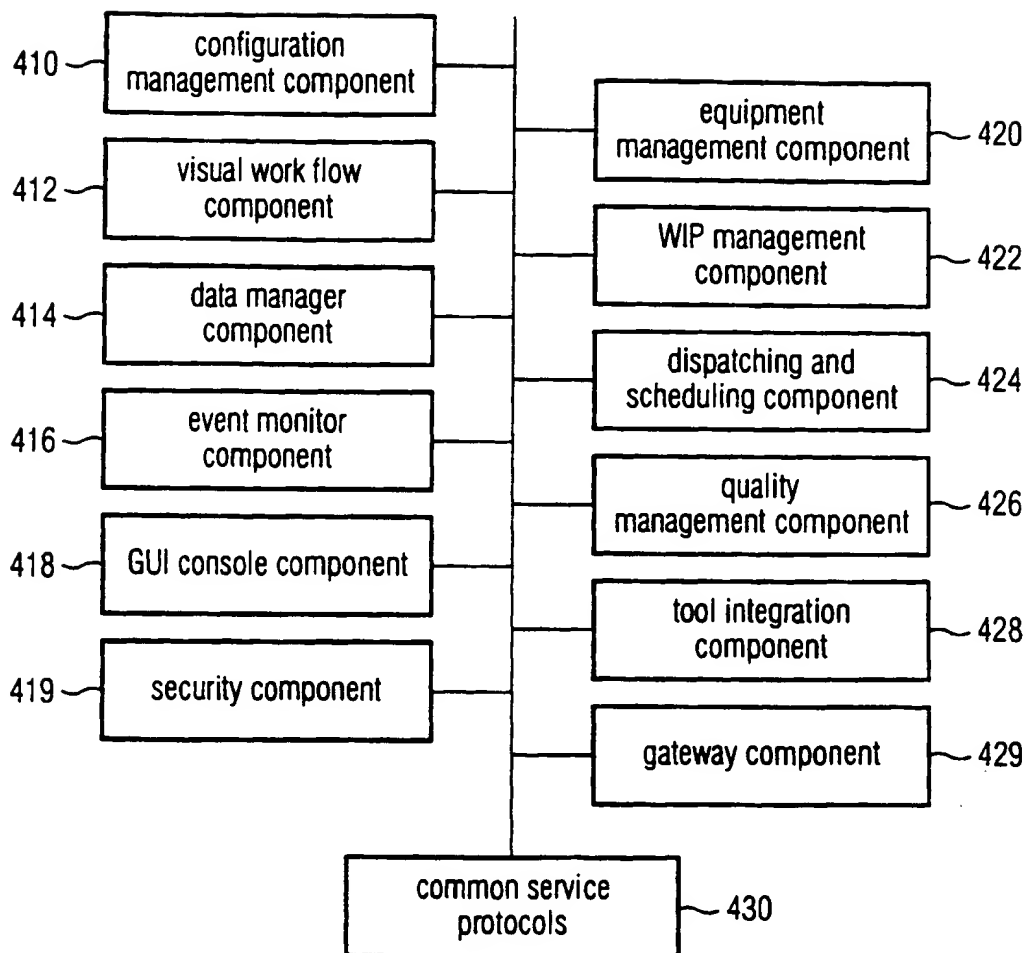 410
configuration
management component
412
visual work flow
component
414
data manager
component
416
event monitor
component
418
GUI console component
419
security component
equipment
management component
420
WIP management
component
422
dispatching and
scheduling component
424
quality
management component
426
tool integration
component
428
gateway component
429
common service
protocols
430